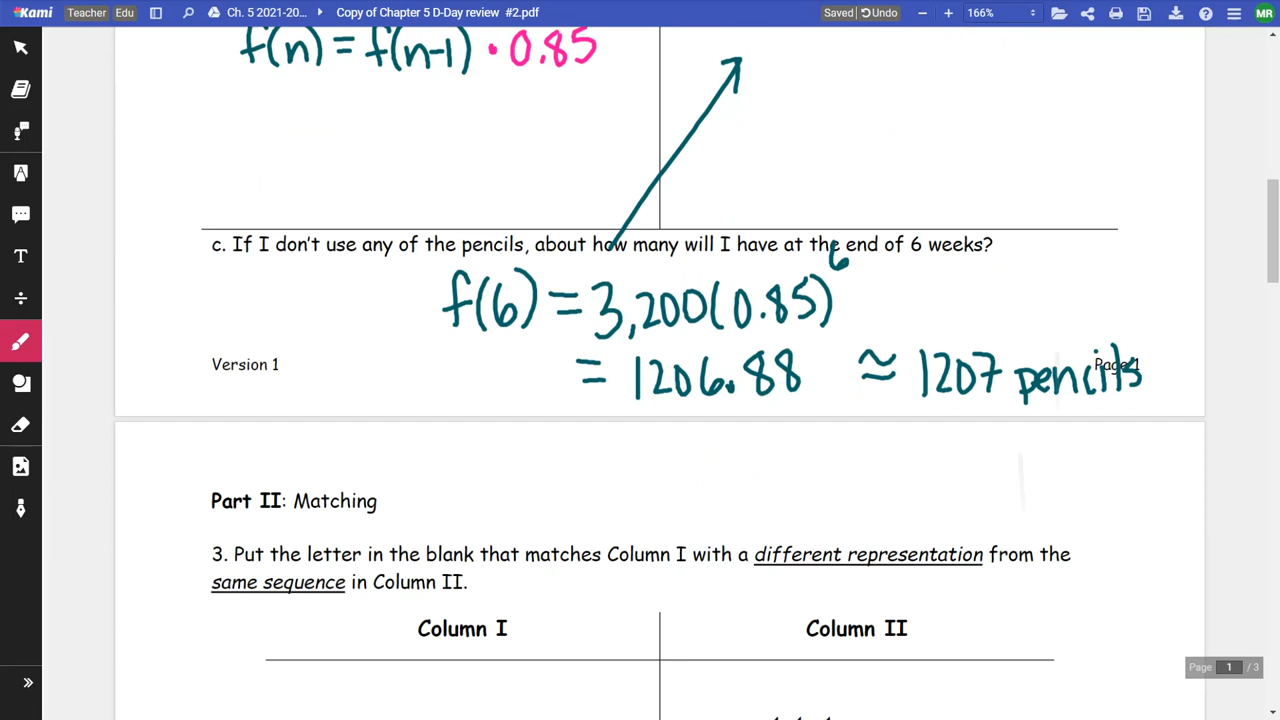 Kami Teacher Edu Ch. 5 2021-20... Copy of Chapter 5 D-Day review #2.pdf Saved Undo 166% MR
f(n) = f(n-1) • 0.85
c. If I don't use any of the pencils, about how many will I have at the end of 6 weeks?
f(6) = 3,200(0.85)⁶
= 1206.88 ≈ 1207 pencils
Version 1 Page 1
Part II: Matching
3. Put the letter in the blank that matches Column I with a different representation from the
same sequence in Column II.
Column I Column II
Page 1 / 3